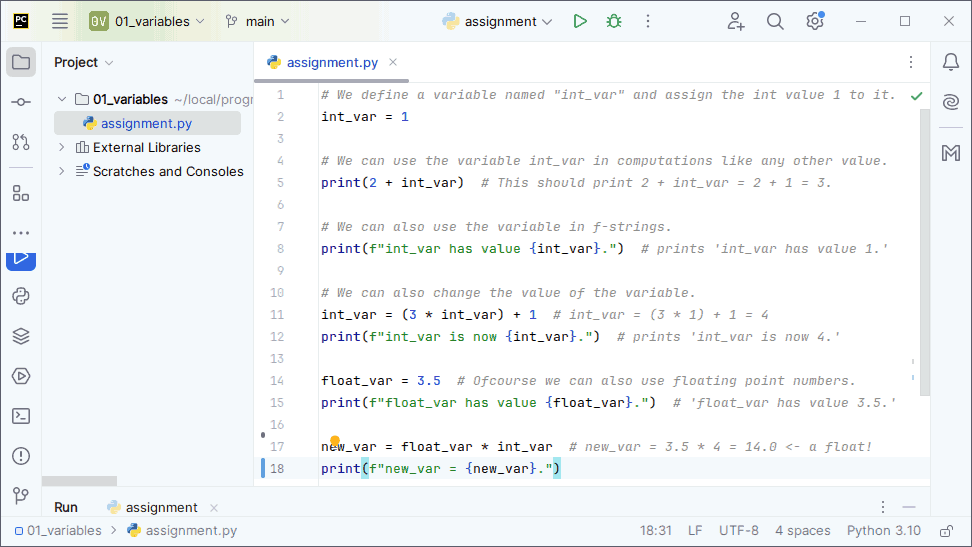 PC 01_variables main assignment
Project
assignment.py
01_variables ~/local/progr
assignment.py
External Libraries
Scratches and Consoles
1 # We define a variable named "int_var" and assign the int value 1 to it.
2 int_var = 1
3
4 # We can use the variable int_var in computations like any other value.
5 print(2 + int_var)  # This should print 2 + int_var = 2 + 1 = 3.
6
7 # We can also use the variable in f-strings.
8 print(f"int_var has value {int_var}.")  # prints 'int_var has value 1.'
9
10 # We can also change the value of the variable.
11 int_var = (3 * int_var) + 1  # int_var = (3 * 1) + 1 = 4
12 print(f"int_var is now {int_var}.")  # prints 'int_var is now 4.'
13
14 float_var = 3.5  # Ofcourse we can also use floating point numbers.
15 print(f"float_var has value {float_var}.")  # 'float_var has value 3.5.'
16
17 new_var = float_var * int_var  # new_var = 3.5 * 4 = 14.0 <- a float!
18 print(f"new_var = {new_var}.")
Run assignment
01_variables > assignment.py 18:31 LF UTF-8 4 spaces Python 3.10